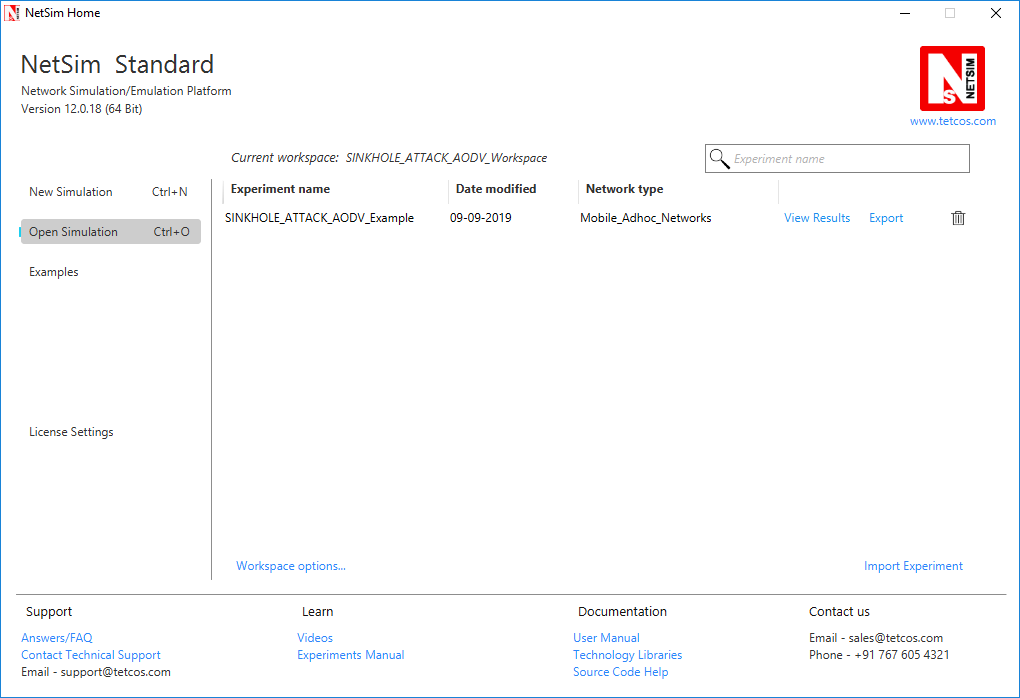 NetSim Home
NetSim Standard
Network Simulation/Emulation Platform
Version 12.0.18 (64 Bit)
NS NETSIM
www.tetcos.com
Current workspace: SINKHOLE_ATTACK_AODV_Workspace
Experiment name
New Simulation Ctrl+N
Open Simulation Ctrl+O
Examples
License Settings
Experiment name Date modified Network type
SINKHOLE_ATTACK_AODV_Example 09-09-2019 Mobile_Adhoc_Networks View Results Export
Workspace options... Import Experiment
Support
Answers/FAQ
Contact Technical Support
Email - support@tetcos.com
Learn
Videos
Experiments Manual
Documentation
User Manual
Technology Libraries
Source Code Help
Contact us
Email - sales@tetcos.com
Phone - +91 767 605 4321